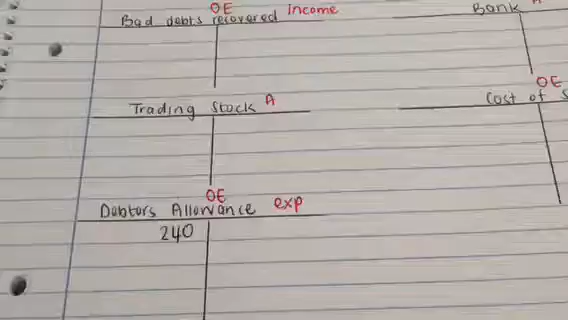 OE income
Bad debts recovered
Bank
Trading Stock A
OE
Cost of
OE
Debtors Allowance exp
240